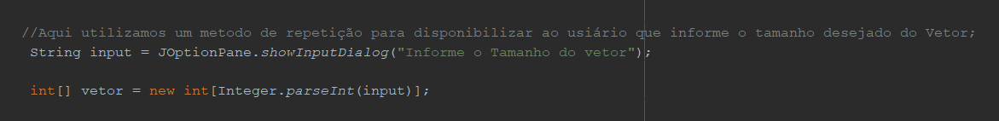 //Aqui utilizamos um metodo de repetição para disponibilizar ao usiário que informe o tamanho desejado do Vetor;
String input = JOptionPane.showInputDialog("Informe o Tamanho do vetor");
int[] vetor = new int[Integer.parseInt(input)];